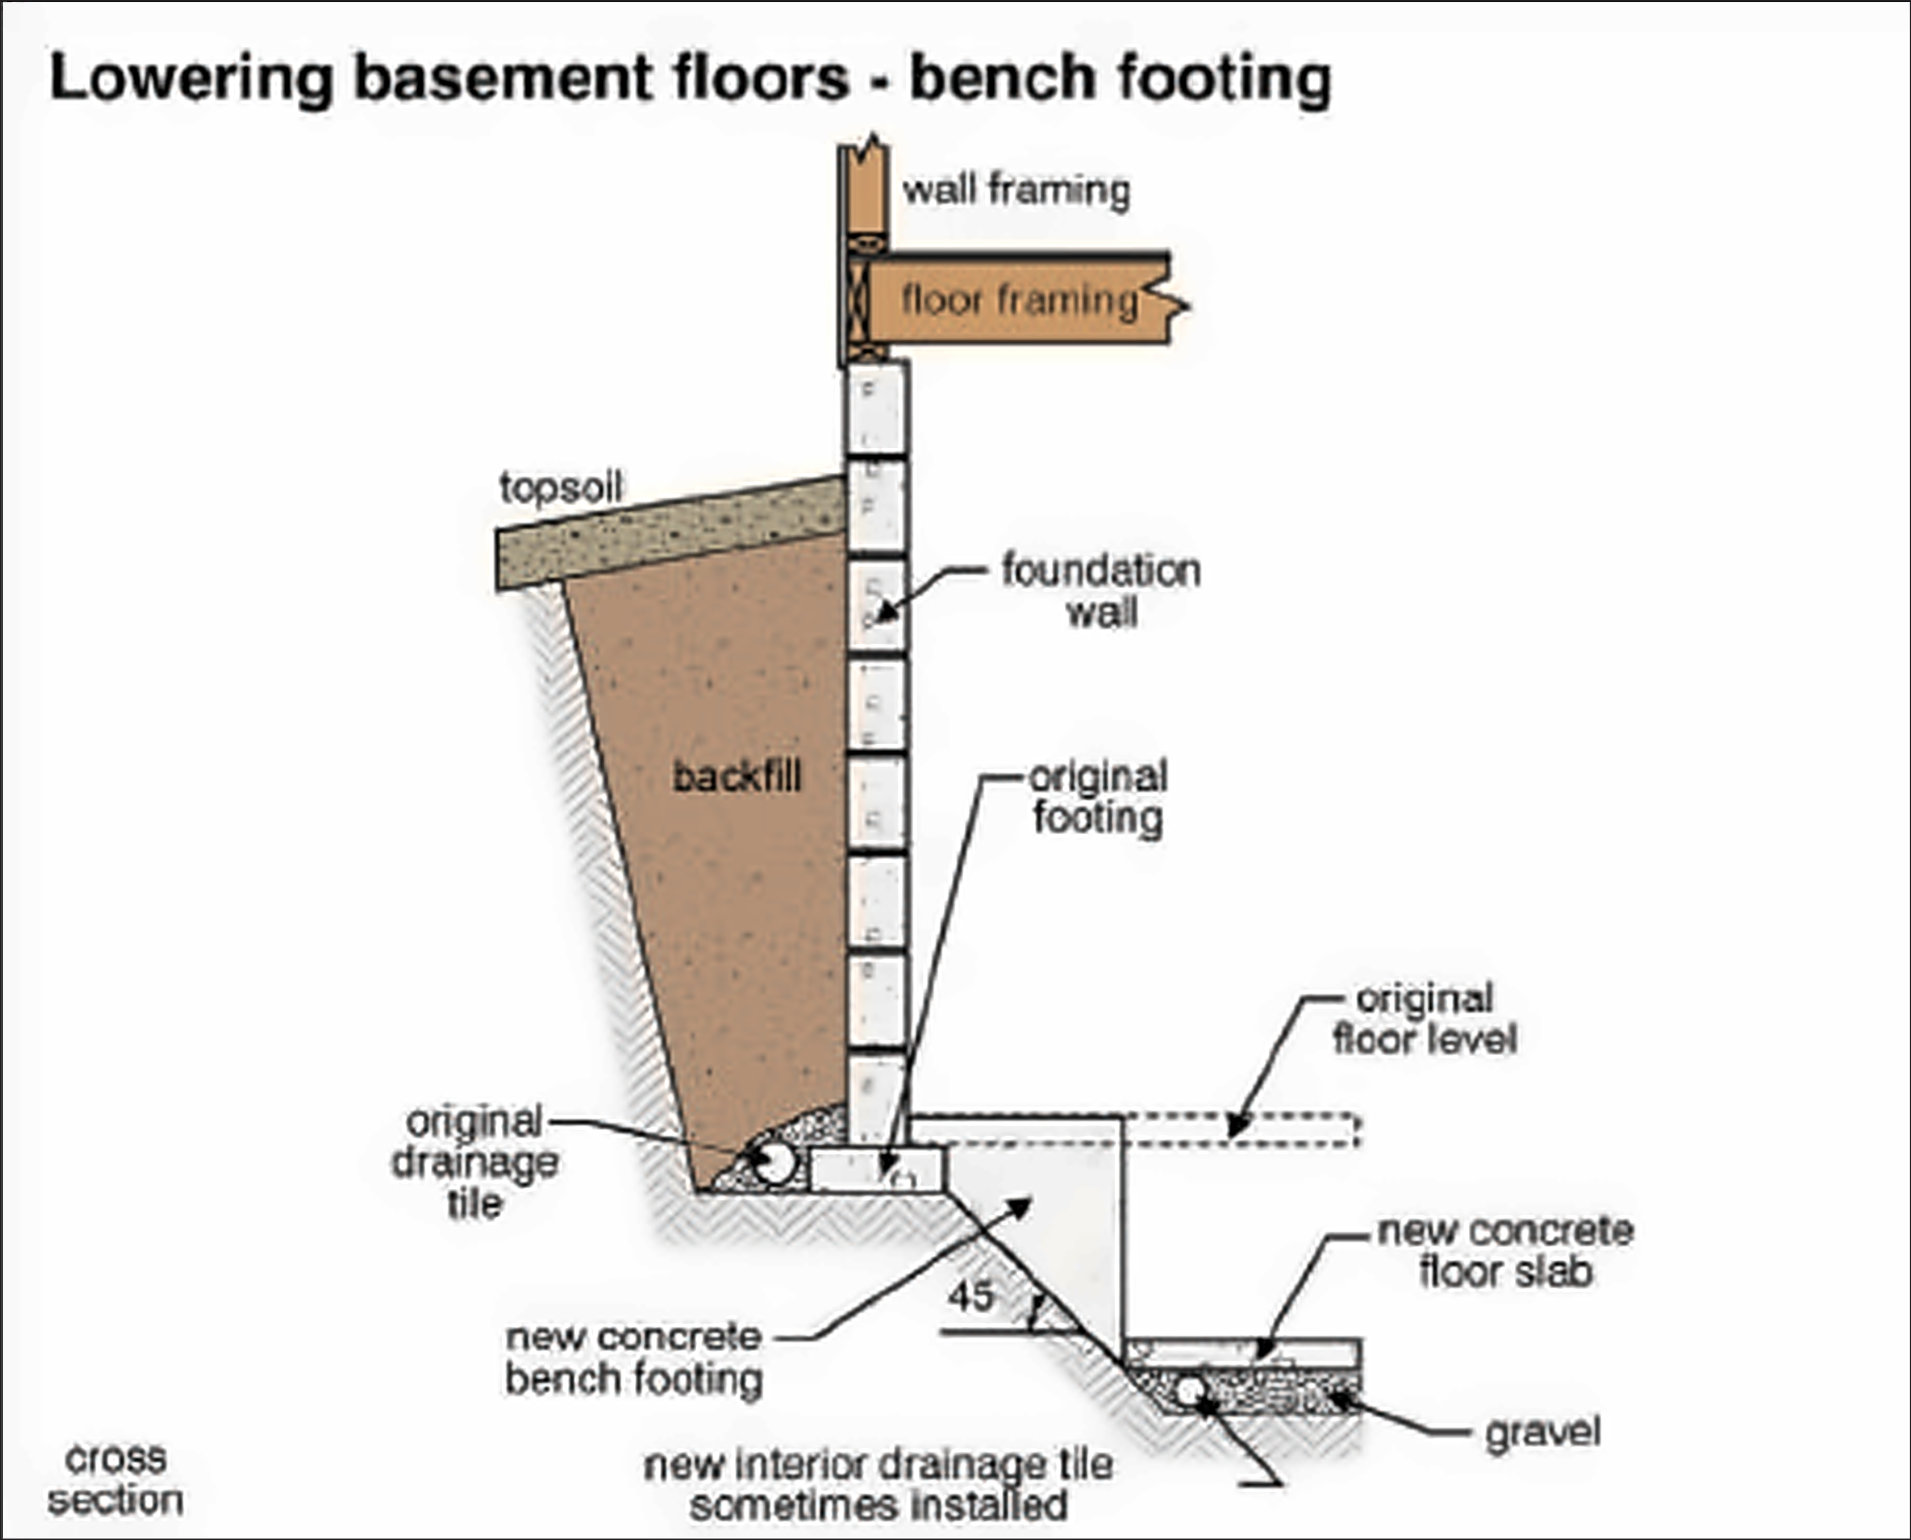 Lowering basement floors - bench footing
wall framing
floor framing
topsoil
foundation
wall
backfill
original
footing
original
floor level
original
drainage
tile
new concrete
floor slab
45
new concrete
bench footing
gravel
cross
section
new interior drainage tile
sometimes installed